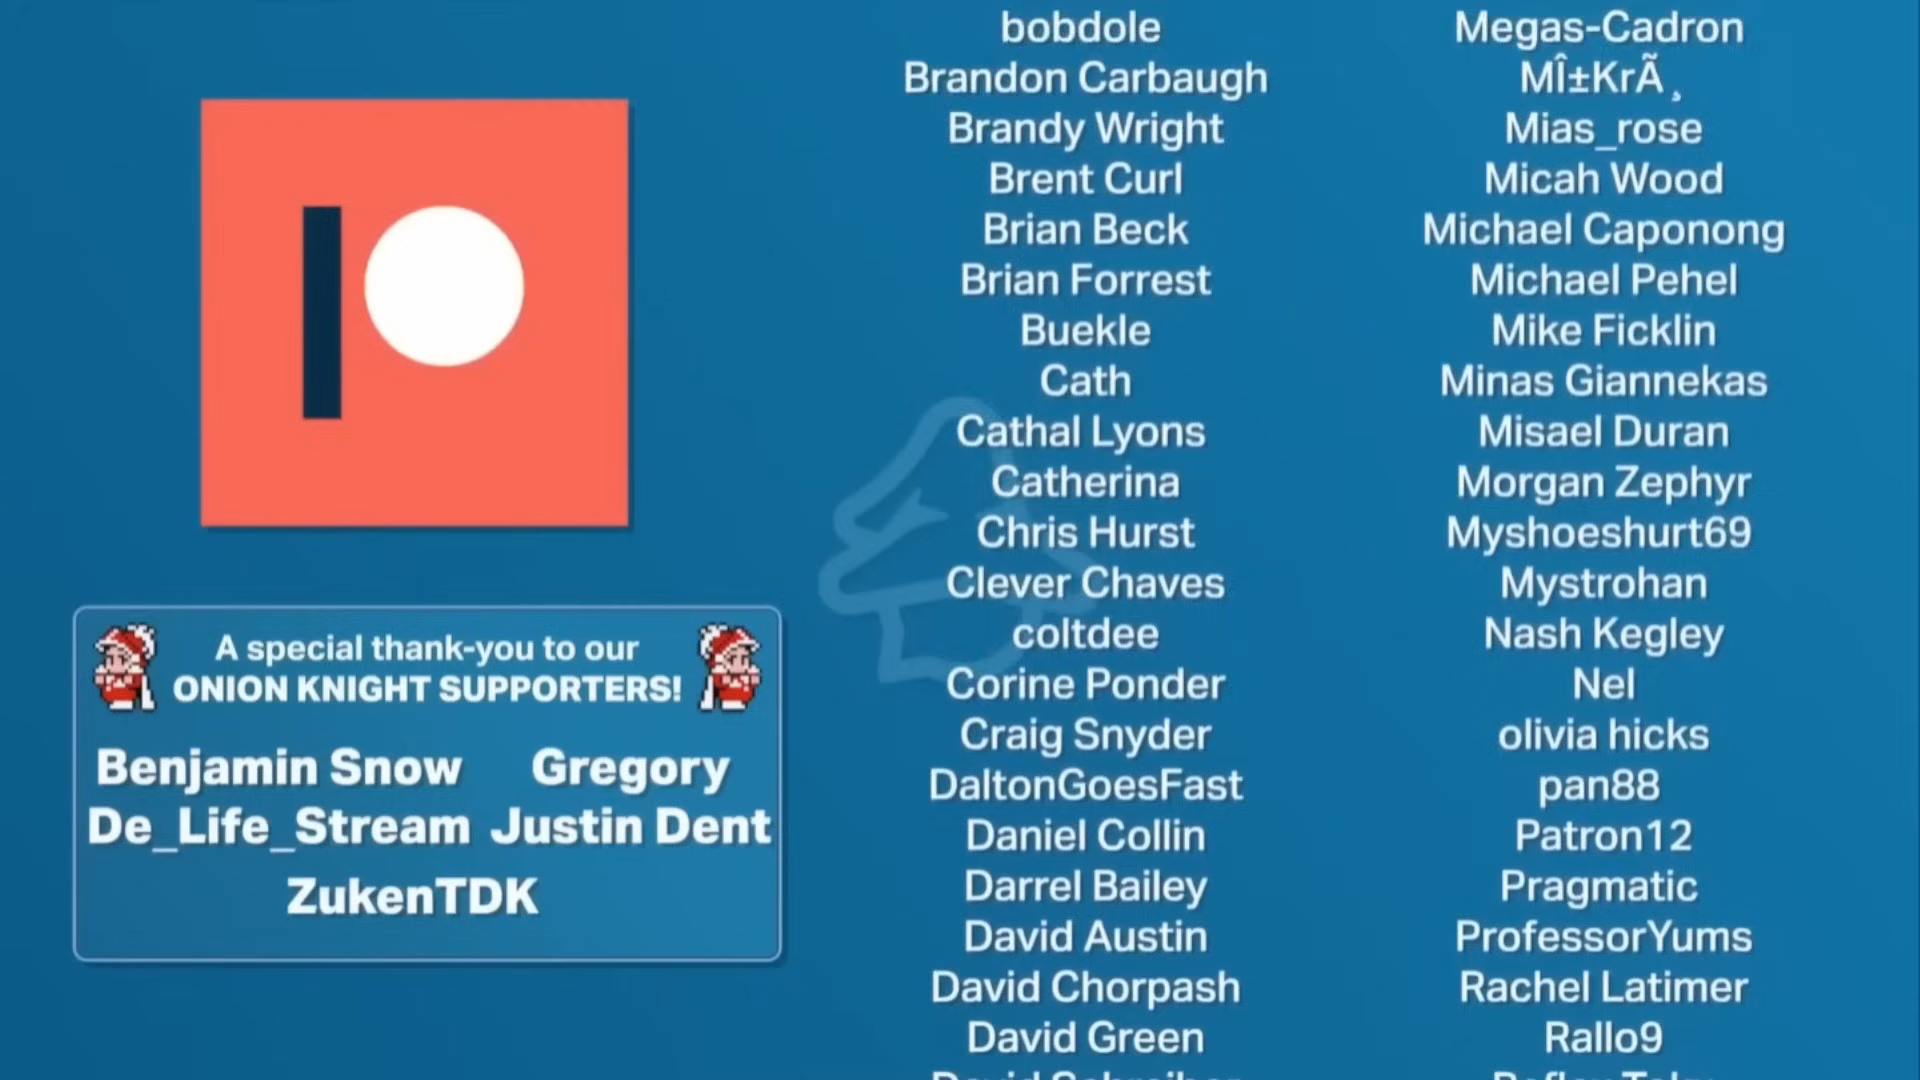 A special thank-you to our
ONION KNIGHT SUPPORTERS!
Benjamin Snow Gregory
De_Life_Stream Justin Dent
ZukenTDK
bobdole
Brandon Carbaugh
Brandy Wright
Brent Curl
Brian Beck
Brian Forrest
Buekle
Cath
Cathal Lyons
Catherina
Chris Hurst
Clever Chaves
coltdee
Corine Ponder
Craig Snyder
DaltonGoesFast
Daniel Collin
Darrel Bailey
David Austin
David Chorpash
David Green
David
Megas-Cadron
MÎ±KrÃ¸
Mias_rose
Micah Wood
Michael Caponong
Michael Pehel
Mike Ficklin
Minas Giannekas
Misael Duran
Morgan Zephyr
Myshoeshurt69
Mystrohan
Nash Kegley
Nel
olivia hicks
pan88
Patron12
Pragmatic
ProfessorYums
Rachel Latimer
Rallo9